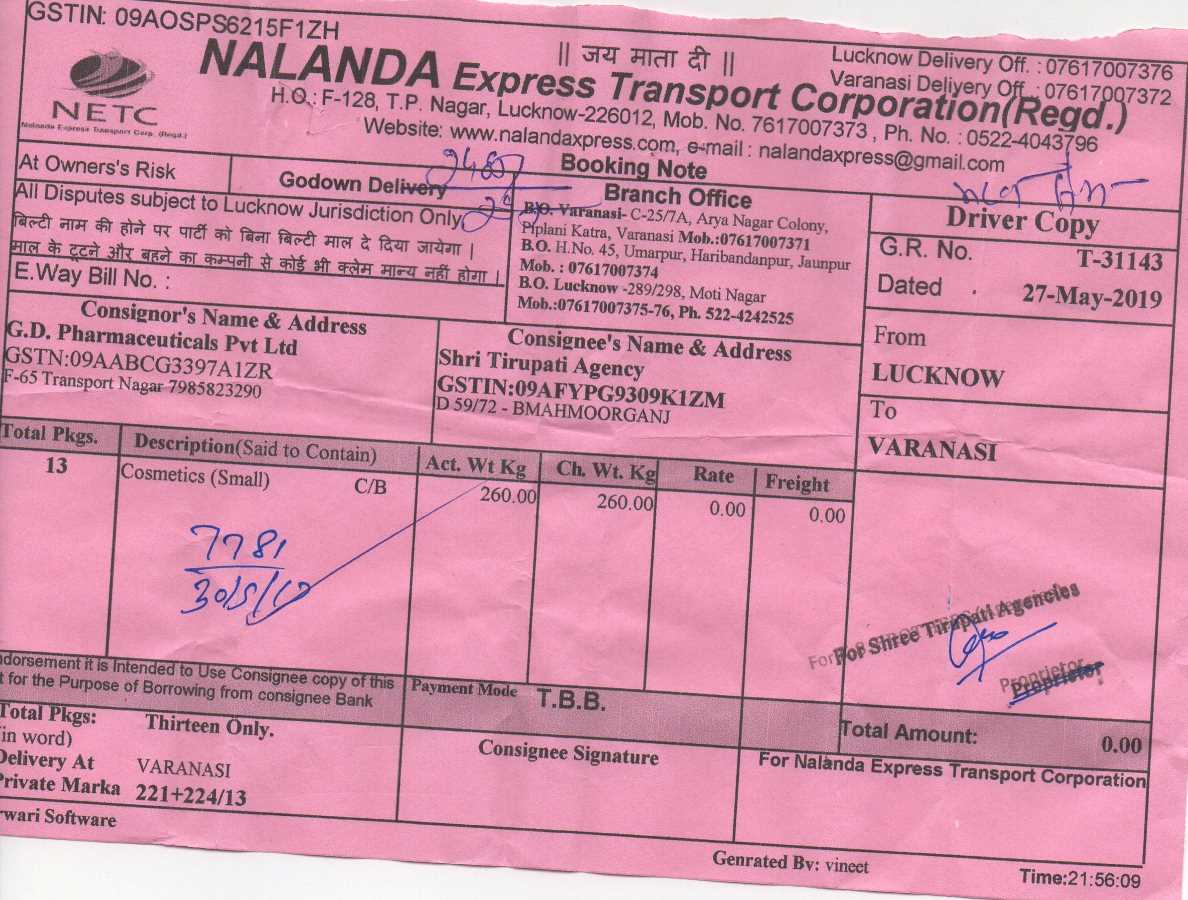 GSTIN: 09AOSPS6215F1ZH
|| जय माता दी ||
Lucknow Delivery Off. : 07617007376
Varanasi Delivery Off. : 07617007372
NETC
Nalanda Express Transport Corp. (Regd.)
NALANDA Express Transport Corporation(Regd.)
H.O.: F-128, T.P. Nagar, Lucknow-226012, Mob. No. 7617007373 , Ph. No. : 0522-4043796
Website: www.nalandaxpress.com, e-mail : nalandaxpress@gmail.com
Booking Note
At Owners's Risk
Godown Delivery
All Disputes subject to Lucknow Jurisdiction Only
बिल्टी नाम की होने पर पार्टी को बिना बिल्टी माल दे दिया जायेगा |
माल के टूटने और बहने का कम्पनी से कोई भी क्लेम मान्य नहीं होगा |
E.Way Bill No. :
Branch Office
B.O. Varanasi- C-25/7A, Arya Nagar Colony,
Piplani Katra, Varanasi Mob.:07617007371
B.O. H.No. 45, Umarpur, Haribandanpur, Jaunpur
Mob. : 07617007374
B.O. Lucknow -289/298, Moti Nagar
Mob.:07617007375-76, Ph. 522-4242525
Driver Copy
G.R. No. T-31143
Dated 27-May-2019
Consignor's Name & Address
G.D. Pharmaceuticals Pvt Ltd
GSTN:09AABCG3397A1ZR
F-65 Transport Nagar 7985823290
Consignee's Name & Address
Shri Tirupati Agency
GSTIN:09AFYPG9309K1ZM
D 59/72 - BMAHMOORGANJ
From
LUCKNOW
To
VARANASI
Total Pkgs. Description(Said to Contain) Act. Wt Kg Ch. Wt. Kg Rate Freight
13 Cosmetics (Small) C/B 260.00 260.00 0.00 0.00
7781
For Shree Tirupati Agencies
Proprietor
ndorsement it is Intended to Use Consignee copy of this
t for the Purpose of Borrowing from consignee Bank
Payment Mode T.B.B.
Total Amount: 0.00
Total Pkgs: Thirteen Only.
in word)
Delivery At VARANASI
Private Marka 221+224/13
Consignee Signature
For Nalanda Express Transport Corporation
wari Software
Genrated By: vineet
Time:21:56:09